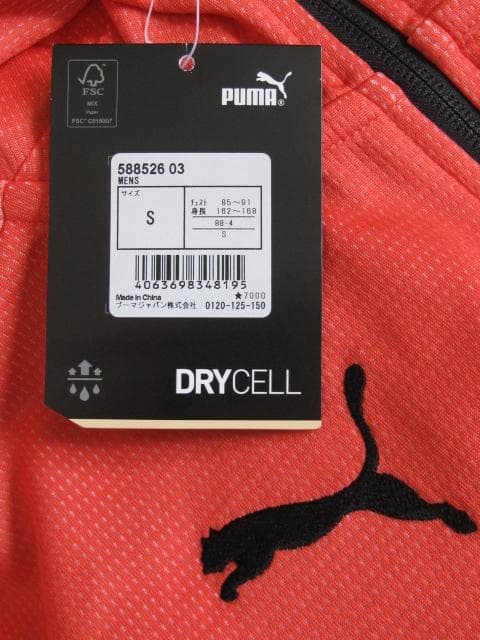 FSC
MIX
Paper
FSC™ C015007
PUMA®
588526 03
MENS
サイズ
S
チェスト 85～91
身長 162～168
88-4
S
4063698348195
Made in China ★7000
プーマジャパン株式会社 0120-125-150
DRYCELL